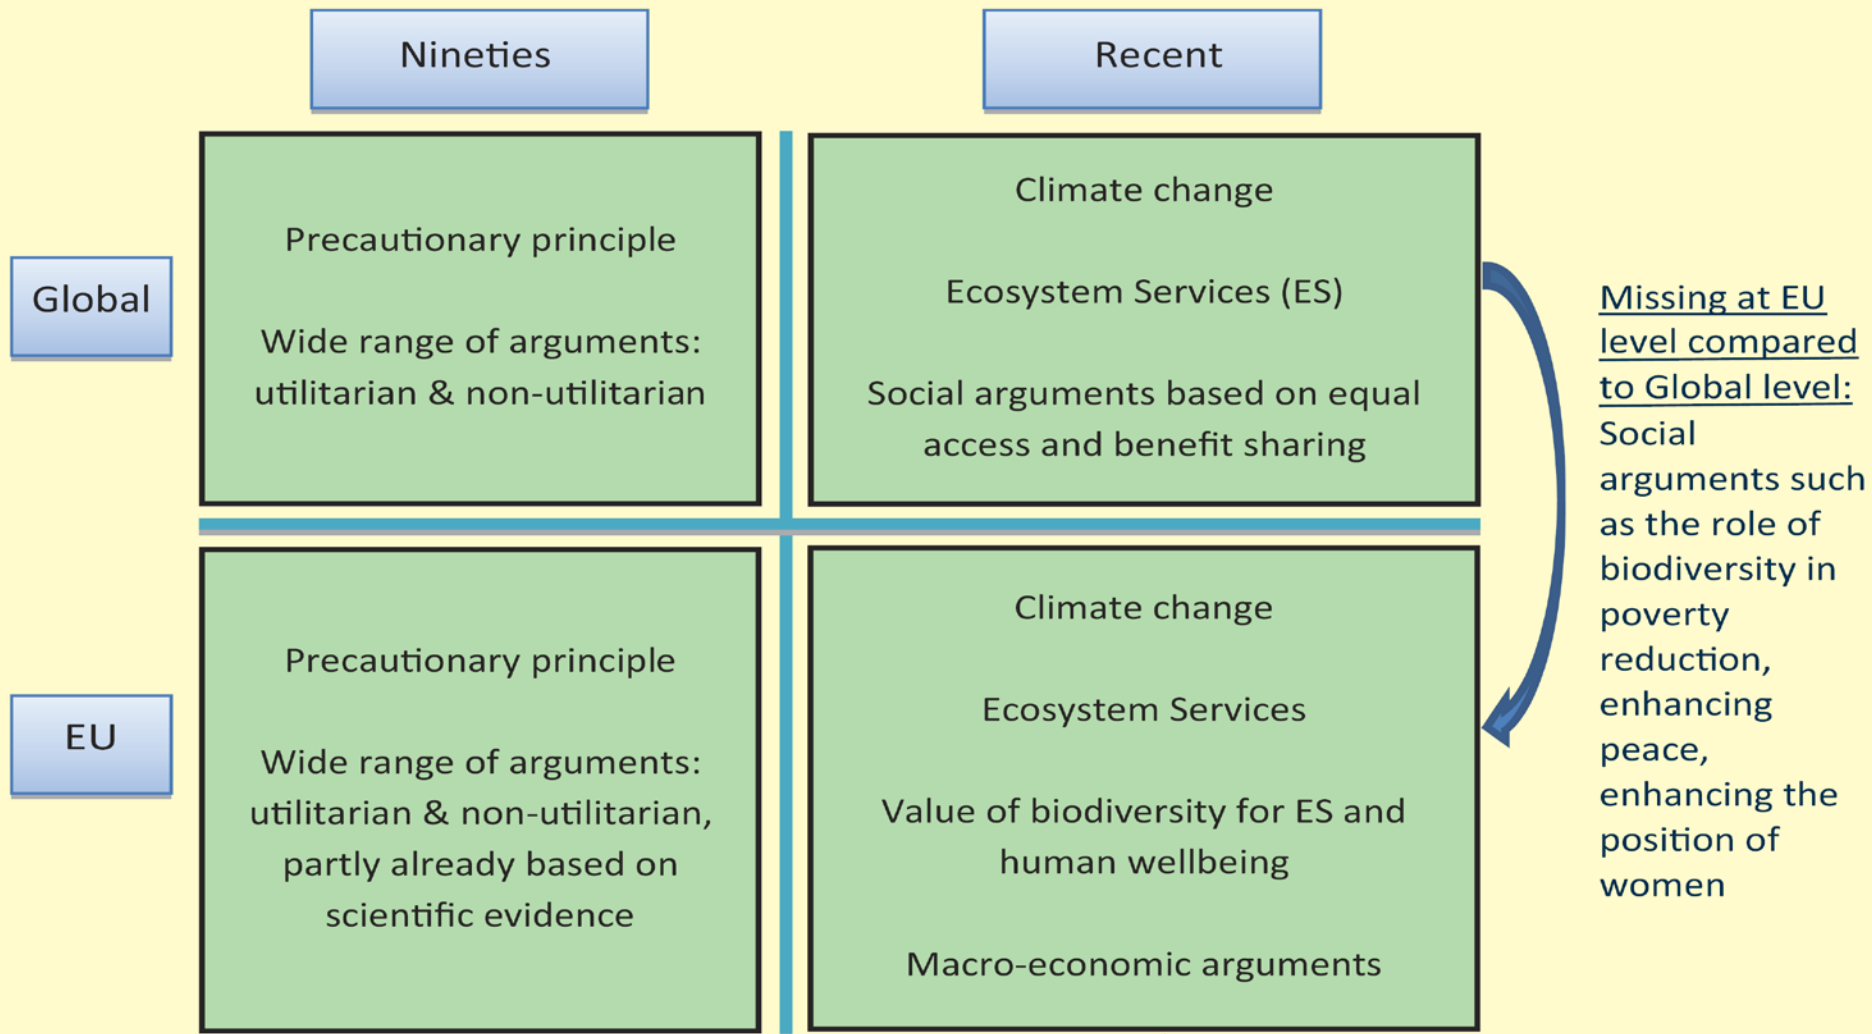 Nineties
Recent
Global
Precautionary principle
Wide range of arguments:
utilitarian & non-utilitarian
Climate change
Ecosystem Services (ES)
Social arguments based on equal
access and benefit sharing
EU
Precautionary principle
Wide range of arguments:
utilitarian & non-utilitarian,
partly already based on
scientific evidence
Climate change
Ecosystem Services
Value of biodiversity for ES and
human wellbeing
Macro-economic arguments
Missing at EU
level compared
to Global level:
Social
arguments such
as the role of
biodiversity in
poverty
reduction,
enhancing
peace,
enhancing the
position of
women